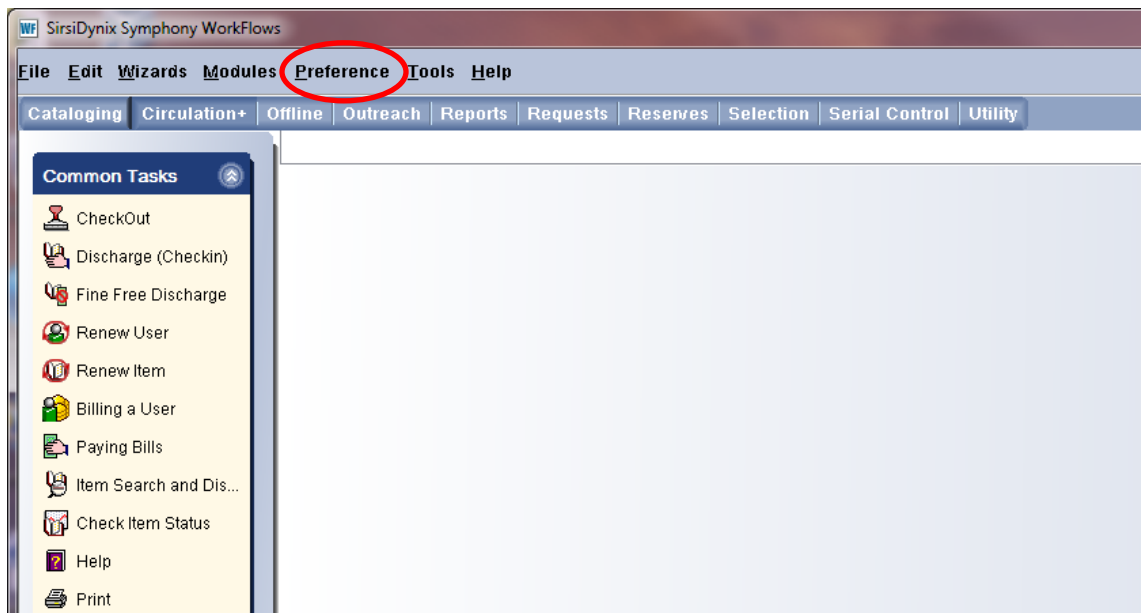 WF SirsiDynix Symphony WorkFlows
File Edit Wizards Modules Preference Tools Help
Cataloging Circulation+ Offline Outreach Reports Requests Reserves Selection Serial Control Utility
Common Tasks
CheckOut
Discharge (Checkin)
Fine Free Discharge
Renew User
Renew Item
Billing a User
Paying Bills
Item Search and Dis...
Check Item Status
? Help
Print